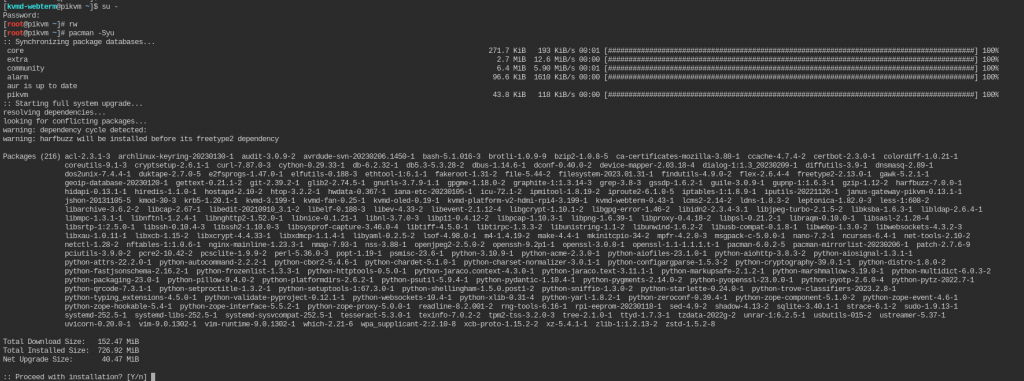 [kvmd-webterm@pikvm ~]$ su -
Password:
[root@pikvm ~]# rw
[root@pikvm ~]# pacman -Syu
:: Synchronizing package databases...
core 271.7 KiB 193 KiB/s 00:01 [######################################################################] 100%
extra 2.7 MiB 12.6 MiB/s 00:00 [######################################################################] 100%
community 6.4 MiB 5.90 MiB/s 00:01 [######################################################################] 100%
alarm 96.6 KiB 1610 KiB/s 00:00 [######################################################################] 100%
aur is up to date
pikvm 43.8 KiB 118 KiB/s 00:00 [######################################################################] 100%
:: Starting full system upgrade...
resolving dependencies...
looking for conflicting packages...
warning: dependency cycle detected:
warning: harfbuzz will be installed before its freetype2 dependency
Packages (216) acl-2.3.1-3 archlinux-keyring-20230130-1 audit-3.0.9-2 avrdude-svn-20230206.1450-1 bash-5.1.016-3 brotli-1.0.9-9 bzip2-1.0.8-5 ca-certificates-mozilla-3.88-1 ccache-4.7.4-2 certbot-2.3.0-1 colordiff-1.0.21-1
coreutils-9.1-3 cryptsetup-2.6.1-1 curl-7.87.0-3 cython-0.29.33-1 db-6.2.32-1 db5.3-5.3.28-2 dbus-1.14.6-1 dconf-0.40.0-2 device-mapper-2.03.18-4 dialog-1:1.3_20230209-1 diffutils-3.9-1 dnsmasq-2.89-1
dos2unix-7.4.4-1 duktape-2.7.0-5 e2fsprogs-1.47.0-1 elfutils-0.188-3 ethtool-1:6.1-1 fakeroot-1.31-2 file-5.44-2 filesystem-2023.01.31-1 findutils-4.9.0-2 flex-2.6.4-4 freetype2-2.13.0-1 gawk-5.2.1-1
geoip-database-20230120-1 gettext-0.21.1-2 git-2.39.2-1 glib2-2.74.5-1 gnutls-3.7.9-1.1 gpgme-1.18.0-2 graphite-1:1.3.14-3 grep-3.8-3 gssdp-1.6.2-1 guile-3.0.9-1 gupnp-1:1.6.3-1 gzip-1.12-2 harfbuzz-7.0.0-1
hidapi-0.13.1-1 hiredis-1.1.0-1 hostapd-2.10-2 htop-3.2.2-1 hwdata-0.367-1 iana-etc-20230105-1 icu-72.1-2 ipmitool-1.8.19-2 iproute2-6.1.0-5 iptables-1:1.8.9-1 iputils-20221126-1 janus-gateway-pikvm-0.13.1-1
jshon-20131105-5 kmod-30-3 krb5-1.20.1-1 kvmd-3.199-1 kvmd-fan-0.25-1 kvmd-oled-0.19-1 kvmd-platform-v2-hdmi-rpi4-3.199-1 kvmd-webterm-0.43-1 lcms2-2.14-2 ldns-1.8.3-2 leptonica-1.82.0-3 less-1:608-2
libarchive-3.6.2-2 libcap-2.67-1 libedit-20210910_3.1-2 libelf-0.188-3 libev-4.33-2 libevent-2.1.12-4 libgcrypt-1.10.1-2 libgpg-error-1.46-2 libidn2-2.3.4-3 libjpeg-turbo-2.1.5-2 libksba-1.6.3-1 libldap-2.6.4-1
libmpc-1.3.1-1 libnftnl-1.2.4-1 libnghttp2-1.52.0-1 libnice-0.1.21-1 libnl-3.7.0-3 libp11-0.4.12-2 libpcap-1.10.3-1 libpng-1.6.39-1 libproxy-0.4.18-2 libpsl-0.21.2-1 libraqm-0.10.0-1 libsasl-2.1.28-4
libsrtp-1:2.5.0-1 libssh-0.10.4-3 libssh2-1.10.0-3 libsysprof-capture-3.46.0-4 libtiff-4.5.0-1 libtirpc-1.3.3-2 libunistring-1.1-2 libunwind-1.6.2-2 libusb-compat-0.1.8-1 libwebp-1.3.0-2 libwebsockets-4.3.2-3
libxau-1.0.11-1 libxcb-1.15-2 libxcrypt-4.4.33-1 libxdmcp-1.1.4-1 libyaml-0.2.5-2 lsof-4.98.0-1 m4-1.4.19-2 make-4.4-1 mkinitcpio-34-2 mpfr-4.2.0-3 msgpack-c-5.0.0-1 nano-7.2-1 ncurses-6.4-1 net-tools-2.10-2
nettle-1.28-2 nftables-1:1.0.6-1 nginx-mainline-1.23.3-1 nmap-7.93-1 nss-3.88-1 openjpeg2-2.5.0-2 openssh-9.2p1-1 openssl-3.0.8-1 openssl-1.1-1.1.1.t-1 pacman-6.0.2-5 pacman-mirrorlist-20230206-1 patch-2.7.6-9
pciutils-3.9.0-2 pcre2-10.42-2 pcsclite-1.9.9-2 perl-5.36.0-3 popt-1.19-1 psmisc-23.6-1 python-3.10.9-1 python-acme-2.3.0-1 python-aiofiles-23.1.0-1 python-aiohttp-3.8.3-2 python-aiosignal-1.3.1-1
python-attrs-22.2.0-1 python-autocommand-2.2.2-1 python-cbor2-5.4.6-1 python-chardet-5.1.0-1 python-charset-normalizer-3.0.1-1 python-configargparse-1.5.3-2 python-cryptography-39.0.1-1 python-distro-1.8.0-2
python-fastjsonschema-2.16.2-1 python-frozenlist-1.3.3-1 python-httptools-0.5.0-1 python-jaraco.context-4.3.0-1 python-jaraco.text-3.11.1-1 python-markupsafe-2.1.2-1 python-marshmallow-3.19.0-1 python-multidict-6.0.3-2
python-packaging-23.0-1 python-pillow-9.4.0-2 python-platformdirs-2.6.2-1 python-psutil-5.9.4-1 python-pydantic-1.10.4-1 python-pygments-2.14.0-2 python-pyopenssl-23.0.0-1 python-pyotp-2.6.0-4 python-pytz-2022.7-1
python-qrcode-7.3.1-1 python-setproctitle-1.3.2-1 python-setuptools-1:67.3.0-1 python-shellingham-1.5.0.post1-2 python-sniffio-1.3.0-2 python-starlette-0.24.0-1 python-trove-classifiers-2023.2.8-1
python-typing_extensions-4.5.0-1 python-validate-pyproject-0.12.1-1 python-websockets-10.4-1 python-xlib-0.31-4 python-yarl-1.8.2-1 python-zeroconf-0.39.4-1 python-zope-component-5.1.0-2 python-zope-event-4.6-1
python-zope-hookable-5.4-1 python-zope-interface-5.5.2-1 python-zope-proxy-5.0.0-1 readline-8.2.001-2 rng-tools-6.16-1 rpi-eeprom-20230118-1 sed-4.9-2 shadow-4.13-2 sqlite-3.40.1-1 strace-6.1-2 sudo-1.9.13-1
systemd-252.5-1 systemd-libs-252.5-1 systemd-sysvcompat-252.5-1 tesseract-5.3.0-1 texinfo-7.0.2-2 tpm2-tss-3.2.0-3 tree-2.1.0-1 ttyd-1.7.3-1 tzdata-2022g-2 unrar-1:6.2.5-1 usbutils-015-2 ustreamer-5.37-1
uvicorn-0.20.0-1 vim-9.0.1302-1 vim-runtime-9.0.1302-1 which-2.21-6 wpa_supplicant-2:2.10-8 xcb-proto-1.15.2-2 xz-5.4.1-1 zlib-1:1.2.13-2 zstd-1.5.2-8
Total Download Size: 152.47 MiB
Total Installed Size: 726.92 MiB
Net Upgrade Size: 40.47 MiB
:: Proceed with installation? [Y/n]